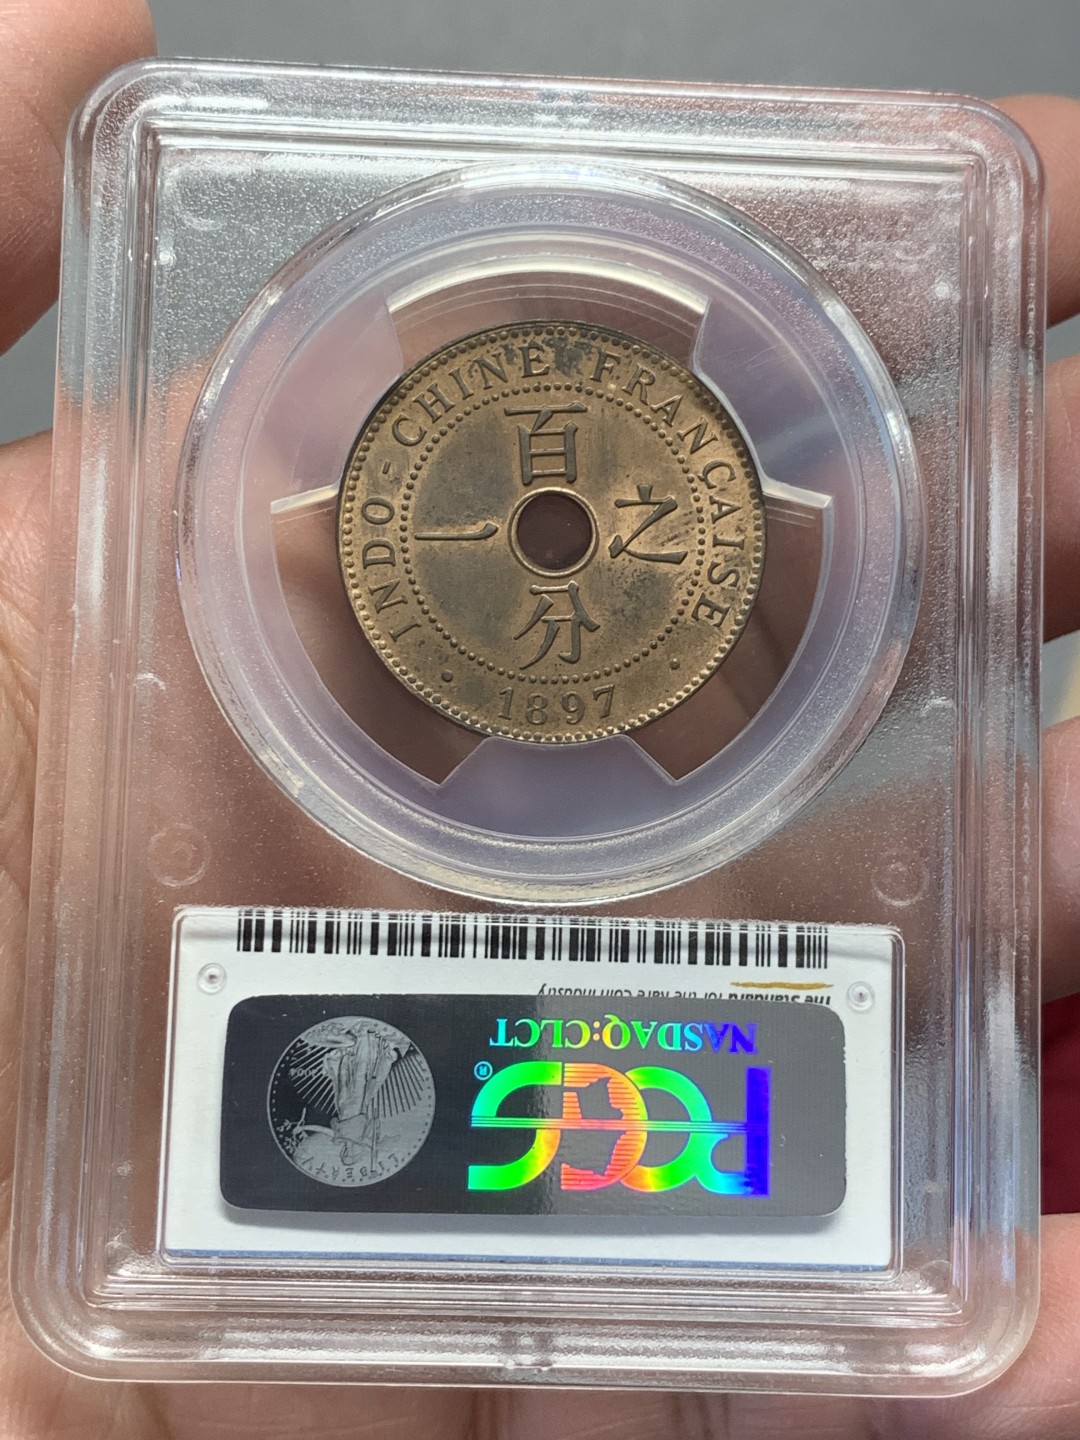 INDO-CHINE FRANÇAISE
百
一 之
分
• 1897 •
The Standard for the Rare Coin Industry
NASDAQ:CLCT
PCGS®
LIBERTY